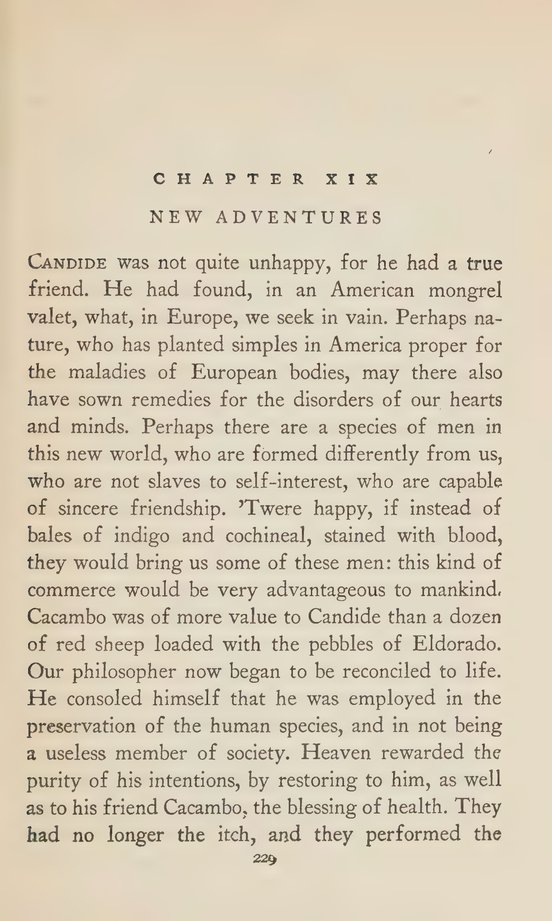 CHAPTER XIX
NEW ADVENTURES
CANDIDE was not quite unhappy, for he had a true
friend. He had found, in an American mongrel
valet, what, in Europe, we seek in vain. Perhaps na-
ture, who has planted simples in America proper for
the maladies of European bodies, may there also
have sown remedies for the disorders of our hearts
and minds. Perhaps there are a species of men in
this new world, who are formed differently from us,
who are not slaves to self-interest, who are capable
of sincere friendship. ’Twere happy, if instead of
bales of indigo and cochineal, stained with blood,
they would bring us some of these men: this kind of
commerce would be very advantageous to mankind.
Cacambo was of more value to Candide than a dozen
of red sheep loaded with the pebbles of Eldorado.
Our philosopher now began to be reconciled to life.
He consoled himself that he was employed in the
preservation of the human species, and in not being
a useless member of society. Heaven rewarded the
purity of his intentions, by restoring to him, as well
as to his friend Cacambo, the blessing of health. They
had no longer the itch, and they performed the
229